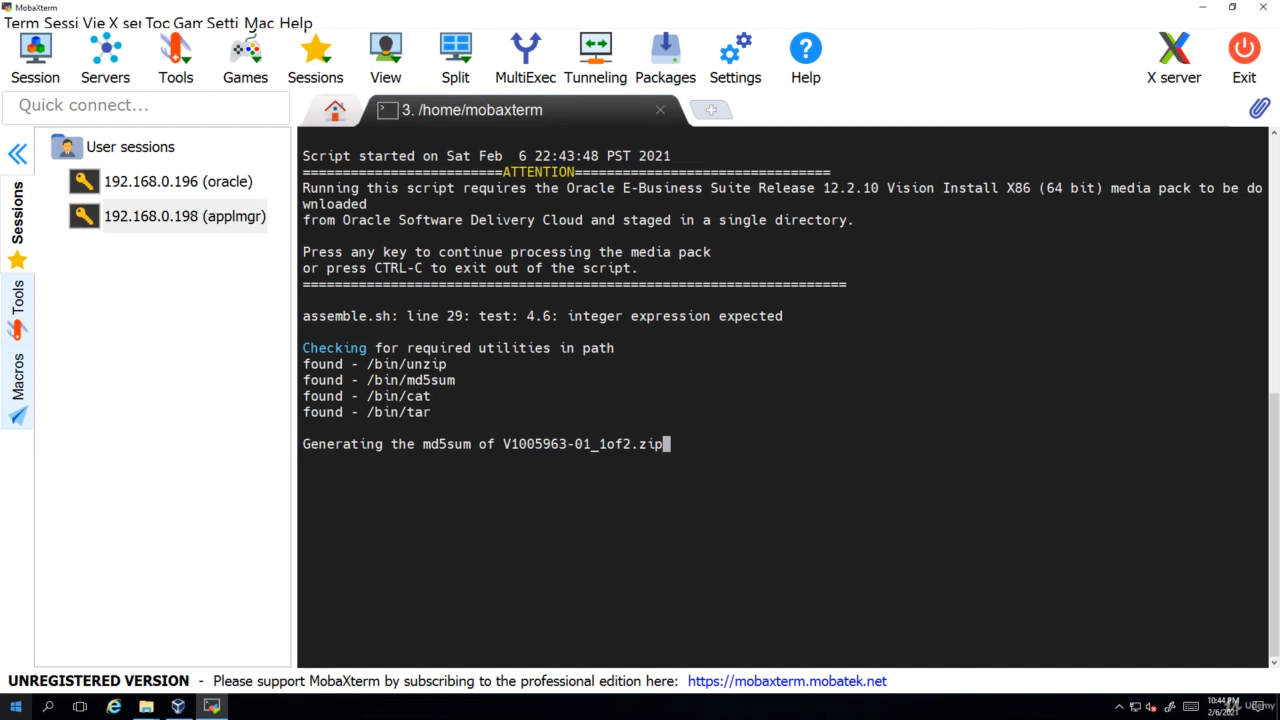 MobaXterm
Term Sessi Vie X sei Toc Gam Setti Mac Help
Session
Servers
Tools
Games
Sessions
View
Split
MultiExec
Tunneling
Packages
Settings
Help
X server
Exit
Quick connect...
3. /home/mobaxterm
User sessions
192.168.0.196 (oracle)
192.168.0.198 (applmgr)
Sessions
Tools
Macros
Script started on Sat Feb  6 22:43:48 PST 2021
=========================ATTENTION================================
Running this script requires the Oracle E-Business Suite Release 12.2.10 Vision Install X86 (64 bit) media pack to be do
wnloaded
from Oracle Software Delivery Cloud and staged in a single directory.
Press any key to continue processing the media pack
or press CTRL-C to exit out of the script.
====================================================================
assemble.sh: line 29: test: 4.6: integer expression expected
Checking for required utilities in path
found - /bin/unzip
found - /bin/md5sum
found - /bin/cat
found - /bin/tar
Generating the md5sum of V1005963-01_1of2.zip
UNREGISTERED VERSION - Please support MobaXterm by subscribing to the professional edition here: https://mobaxterm.mobatek.net
10:44 PM
2/6/2021
Udemy